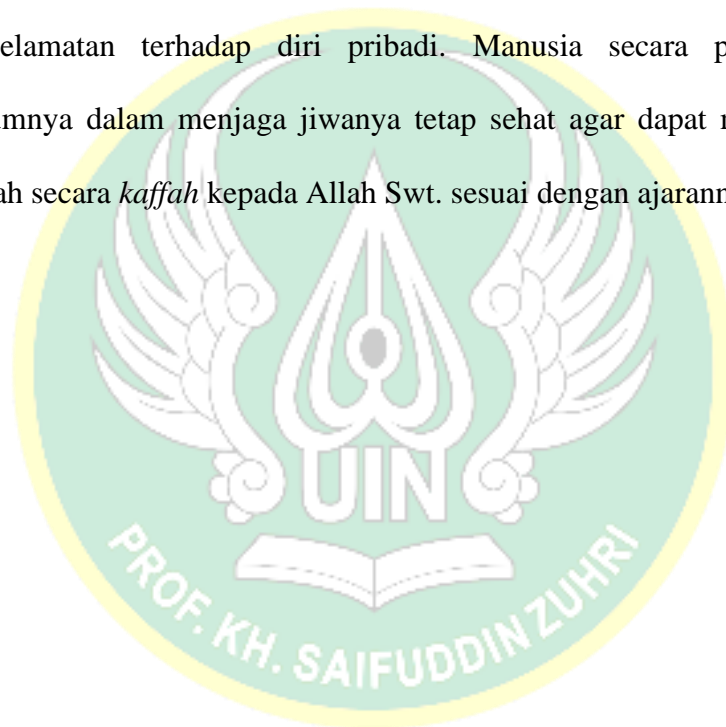 elamatan terhadap diri pribadi. Manusia secara p
mnya dalam menjaga jiwanya tetap sehat agar dapat
ah secara kaffah kepada Allah Swt. sesuai dengan ajarann
UIN
PROF. KH. SAIFUDDIN ZUHRI